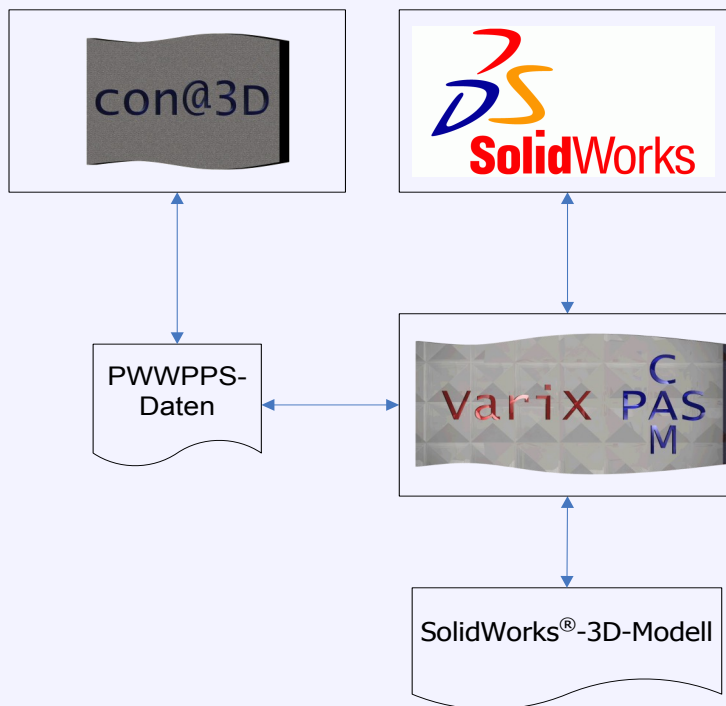 con@3D
SolidWorks
PWWPPS-
Daten
VariX PAS
C
A
M
SolidWorks®-3D-Modell